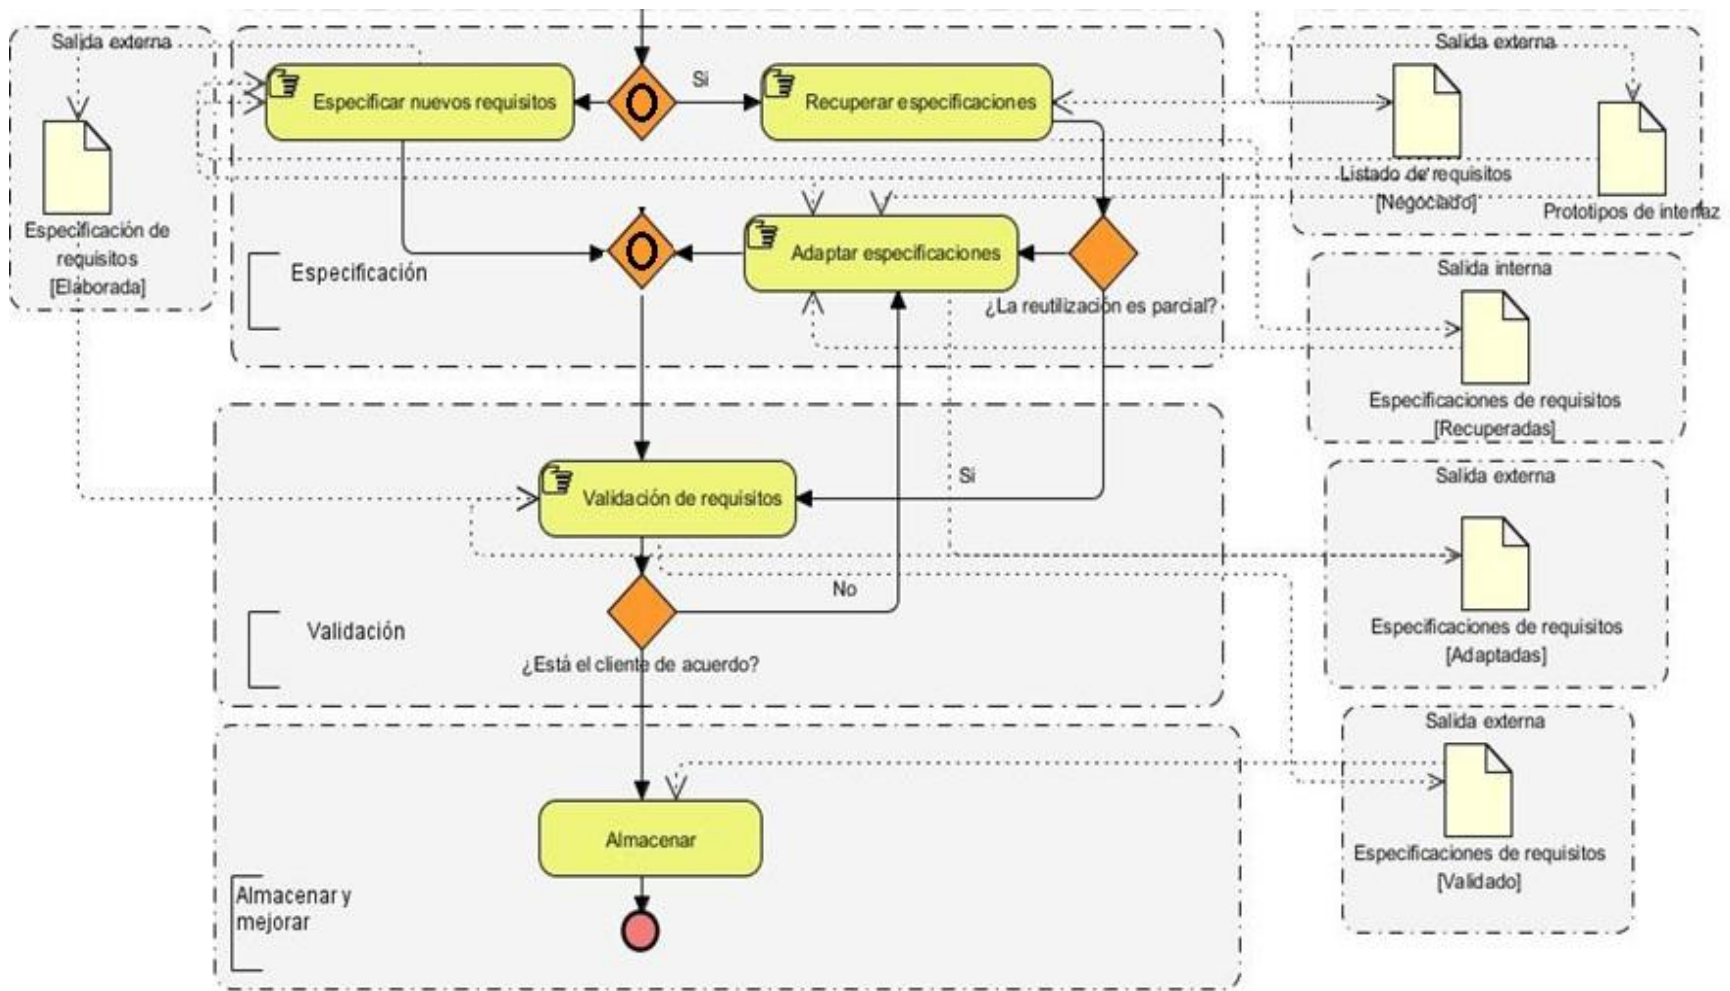 Salida externa
Especificar nuevos requisitos
Si
Recuperar especificaciones
Salida externa
Especificación de
requisitos
[Elaborada]
Listado de requisitos
[Negociado]
Prototipos de interfaz
Especificación
Adaptar especificaciones
¿La reutilización es parcial?
Salida interna
Especificaciones de requisitos
[Recuperadas]
Validación de requisitos
Si
Salida externa
Especificaciones de requisitos
[Adaptadas]
No
Validación
¿Está el cliente de acuerdo?
Salida externa
Especificaciones de requisitos
[Validado]
Almacenar
Almacenar y
mejorar